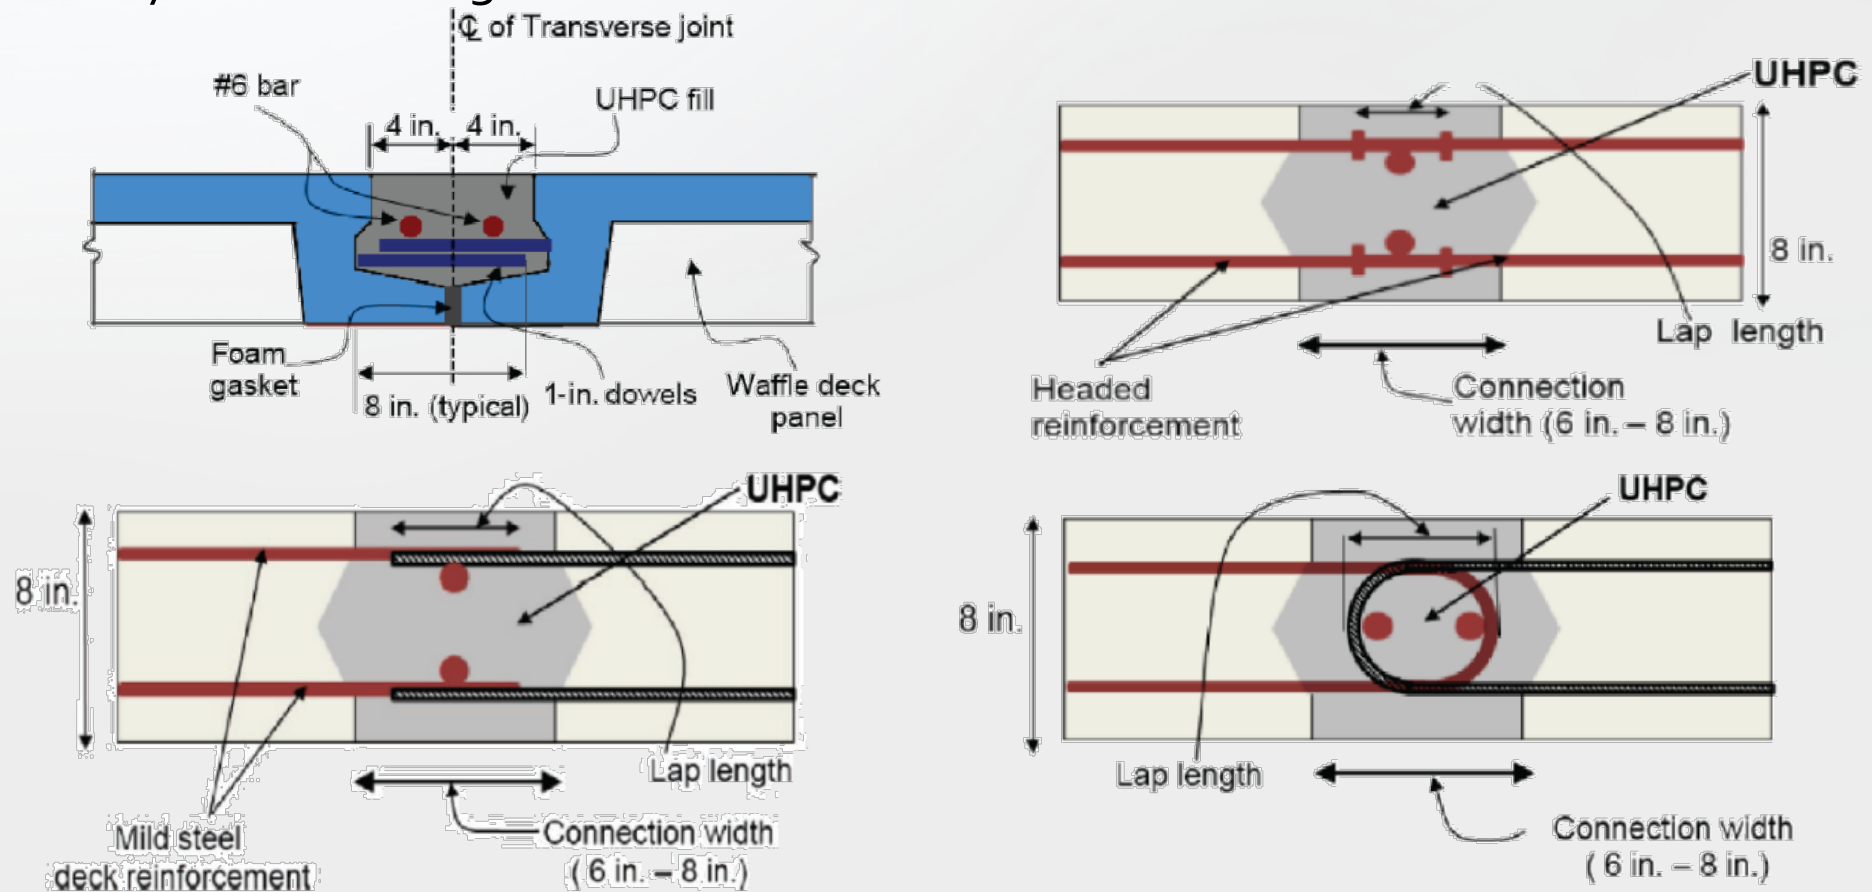 ℄ of Transverse joint
#6 bar
UHPC fill
4 in.
4 in.
Foam
gasket
8 in. (typical)
1-in. dowels
Waffle deck
panel
UHPC
8 in.
Lap length
Headed
reinforcement
Connection
width (6 in. – 8 in.)
UHPC
8 in.
Lap length
Mild steel
deck reinforcement
Connection width
( 6 in. – 8 in.)
UHPC
8 in.
Lap length
Connection width
( 6 in. – 8 in.)